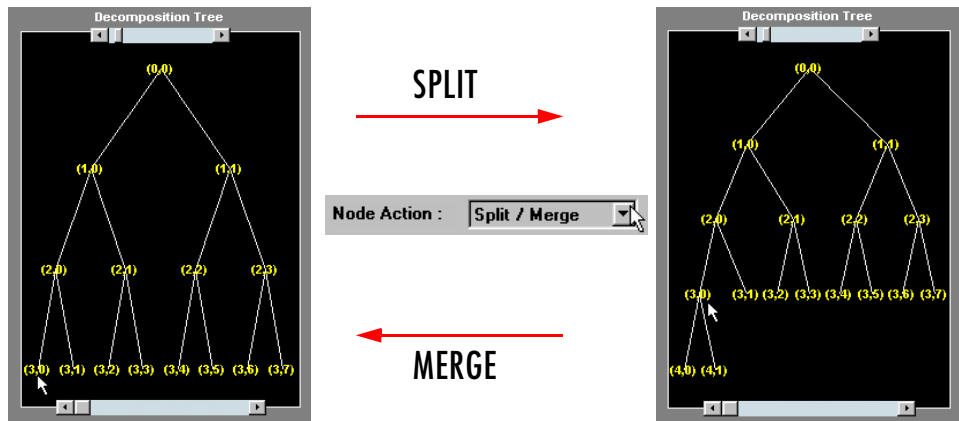 Decomposition Tree
(0,0)
(1,0) (1,1)
(2,0) (2,1) (2,2) (2,3)
(3,0) (3,1) (3,2) (3,3) (3,4) (3,5) (3,6) (3,7)
SPLIT
Node Action : Split / Merge
MERGE
Decomposition Tree
(0,0)
(1,0) (1,1)
(2,0) (2,1) (2,2) (2,3)
(3,0) (3,1) (3,2) (3,3) (3,4) (3,5) (3,6) (3,7)
(4,0) (4,1)